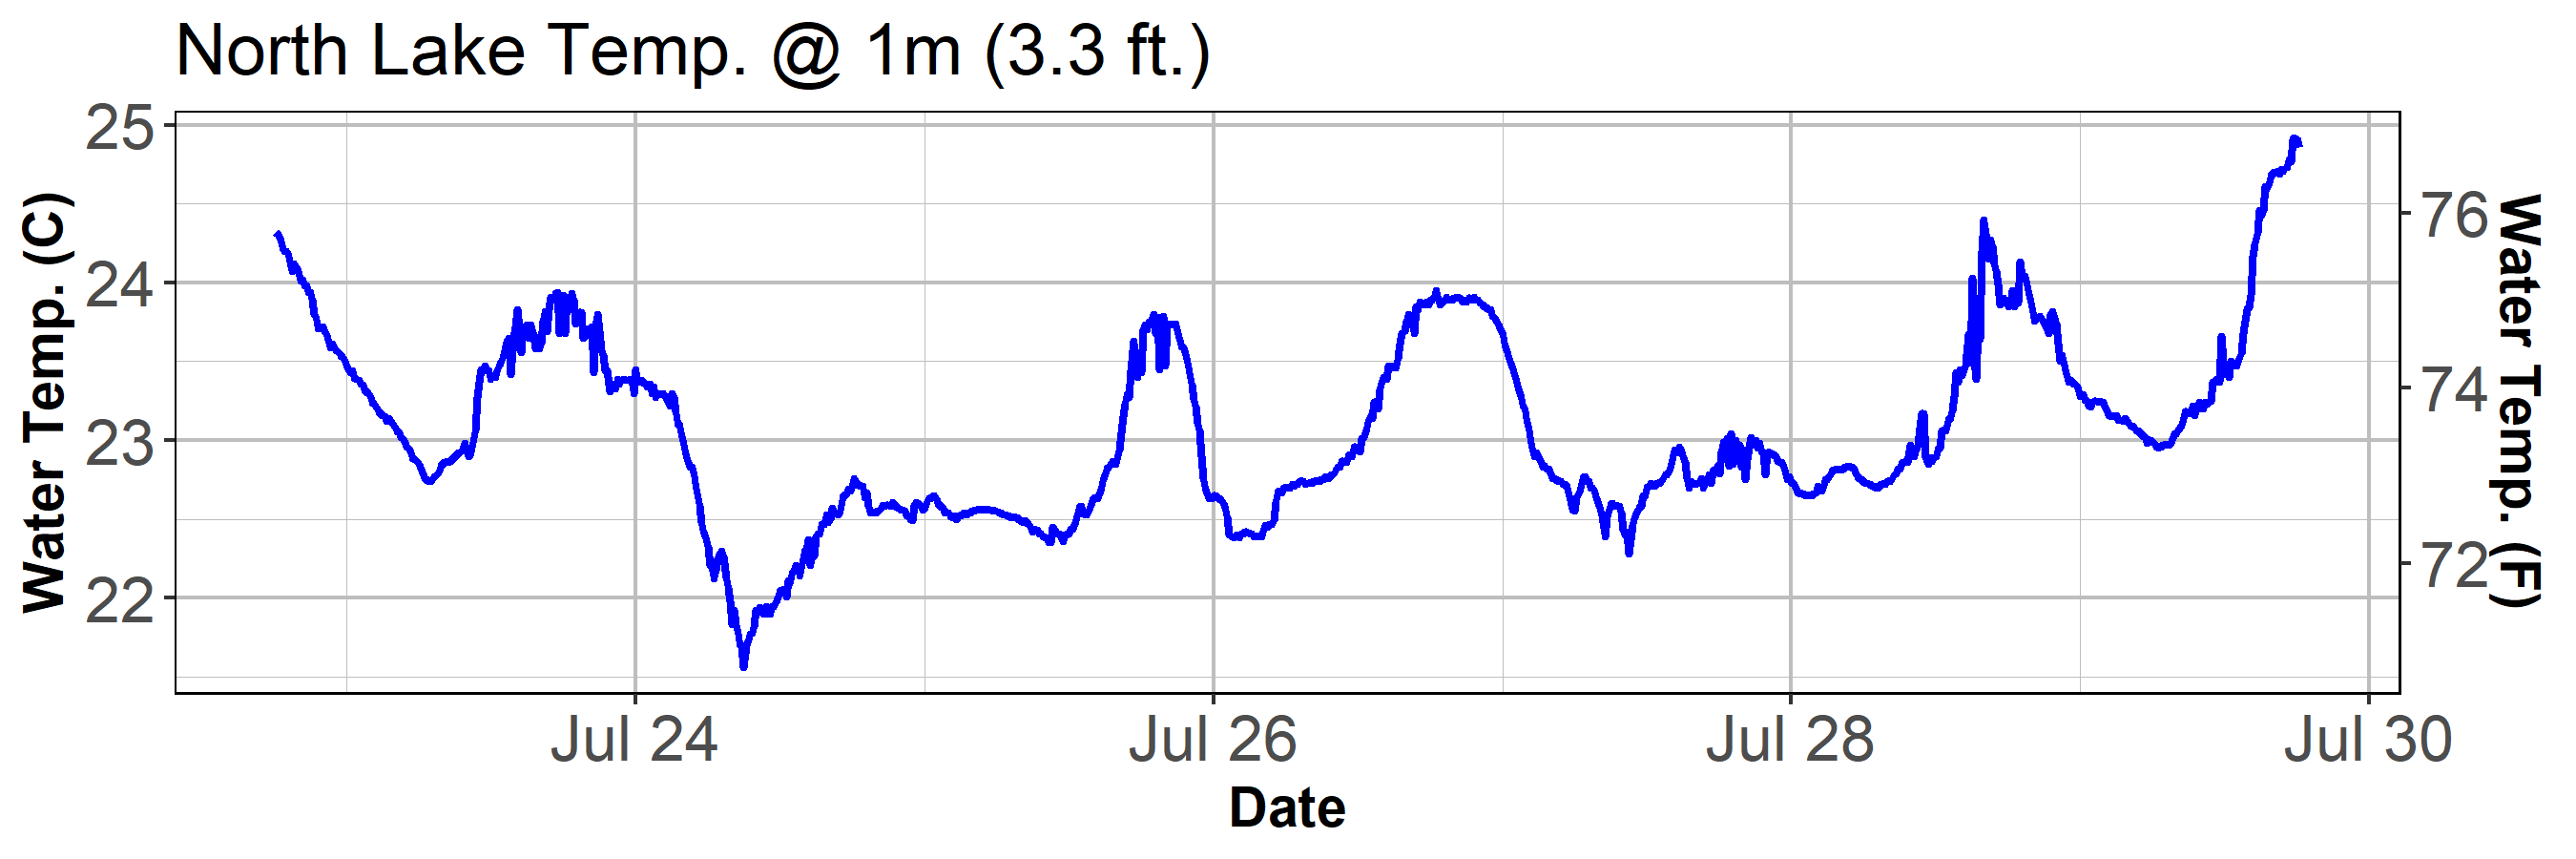 North Lake Temp. @ 1m (3.3 ft.)
Water Temp. (C)
25
24
23
22
76
74
72
Water Temp. (F)
Jul 24 Jul 26 Jul 28 Jul 30
Date